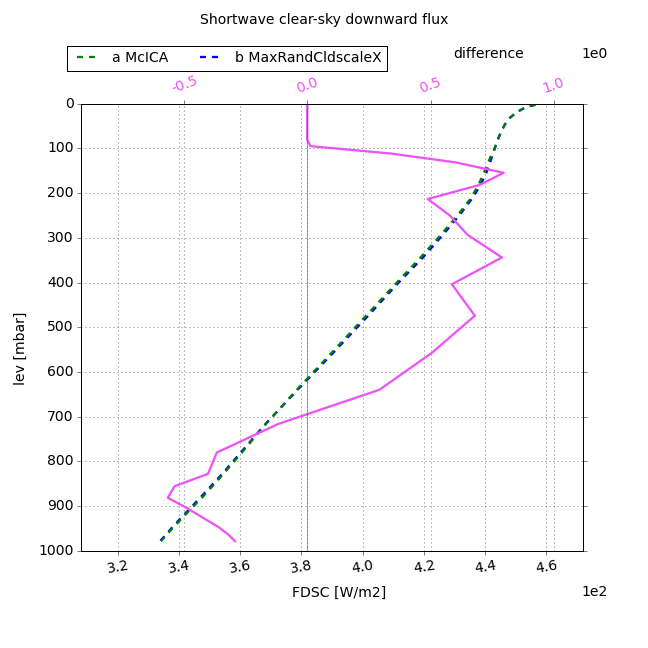 Shortwave clear-sky downward flux
a McICA b MaxRandCldscaleX difference 1e0
-0.5 0.0 0.5 1.0
0
100
200
300
400
500
600
700
800
900
1000
lev [mbar]
3.2 3.4 3.6 3.8 4.0 4.2 4.4 4.6
FDSC [W/m2] 1e2